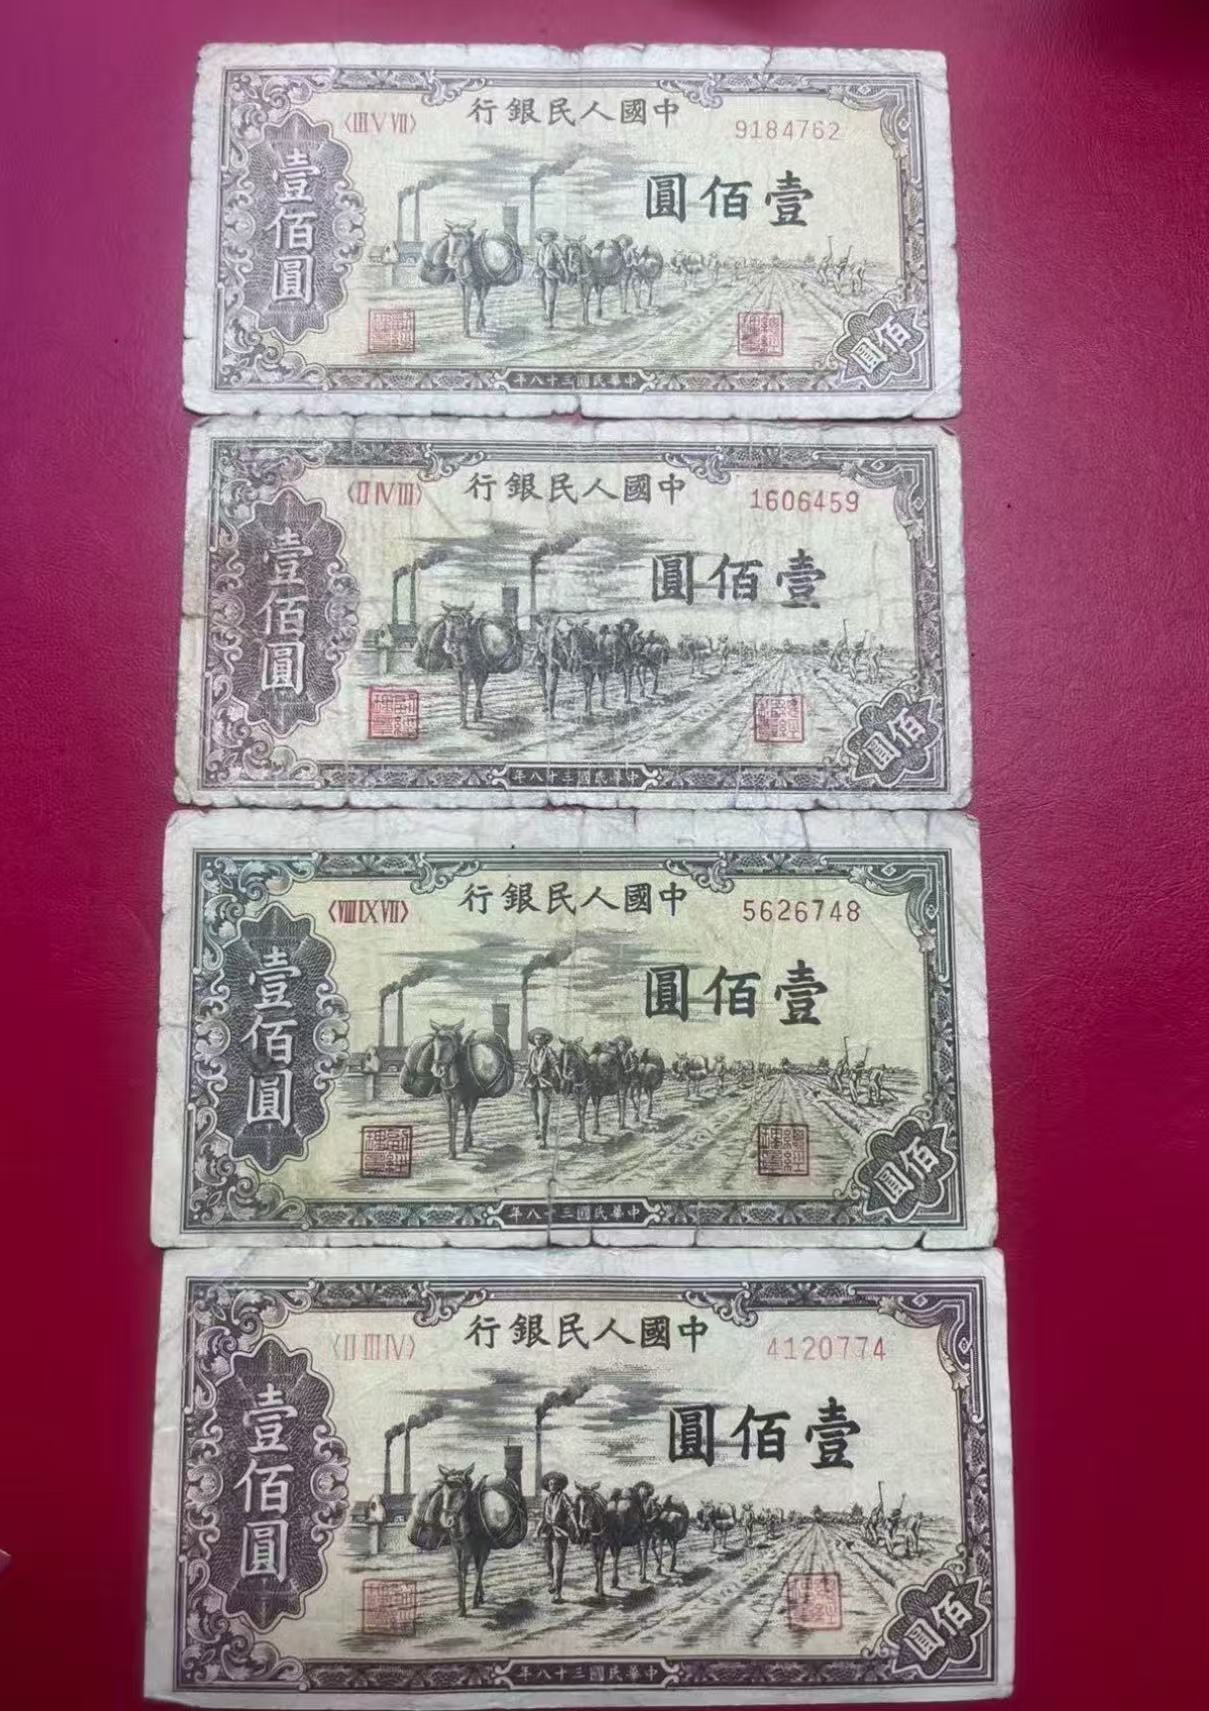 <III V VII> 中國人民銀行 9184762
壹佰圓
壹佰圓
佰圓
中華民國三十八年
<II IV III> 中國人民銀行 1606459
壹佰圓
壹佰圓
佰圓
中華民國三十八年
<VIII IX VII> 中國人民銀行 5626748
壹佰圓
壹佰圓
佰圓
中華民國三十八年
<II III IV> 中國人民銀行 4120774
壹佰圓
壹佰圓
佰圓
中華民國三十八年